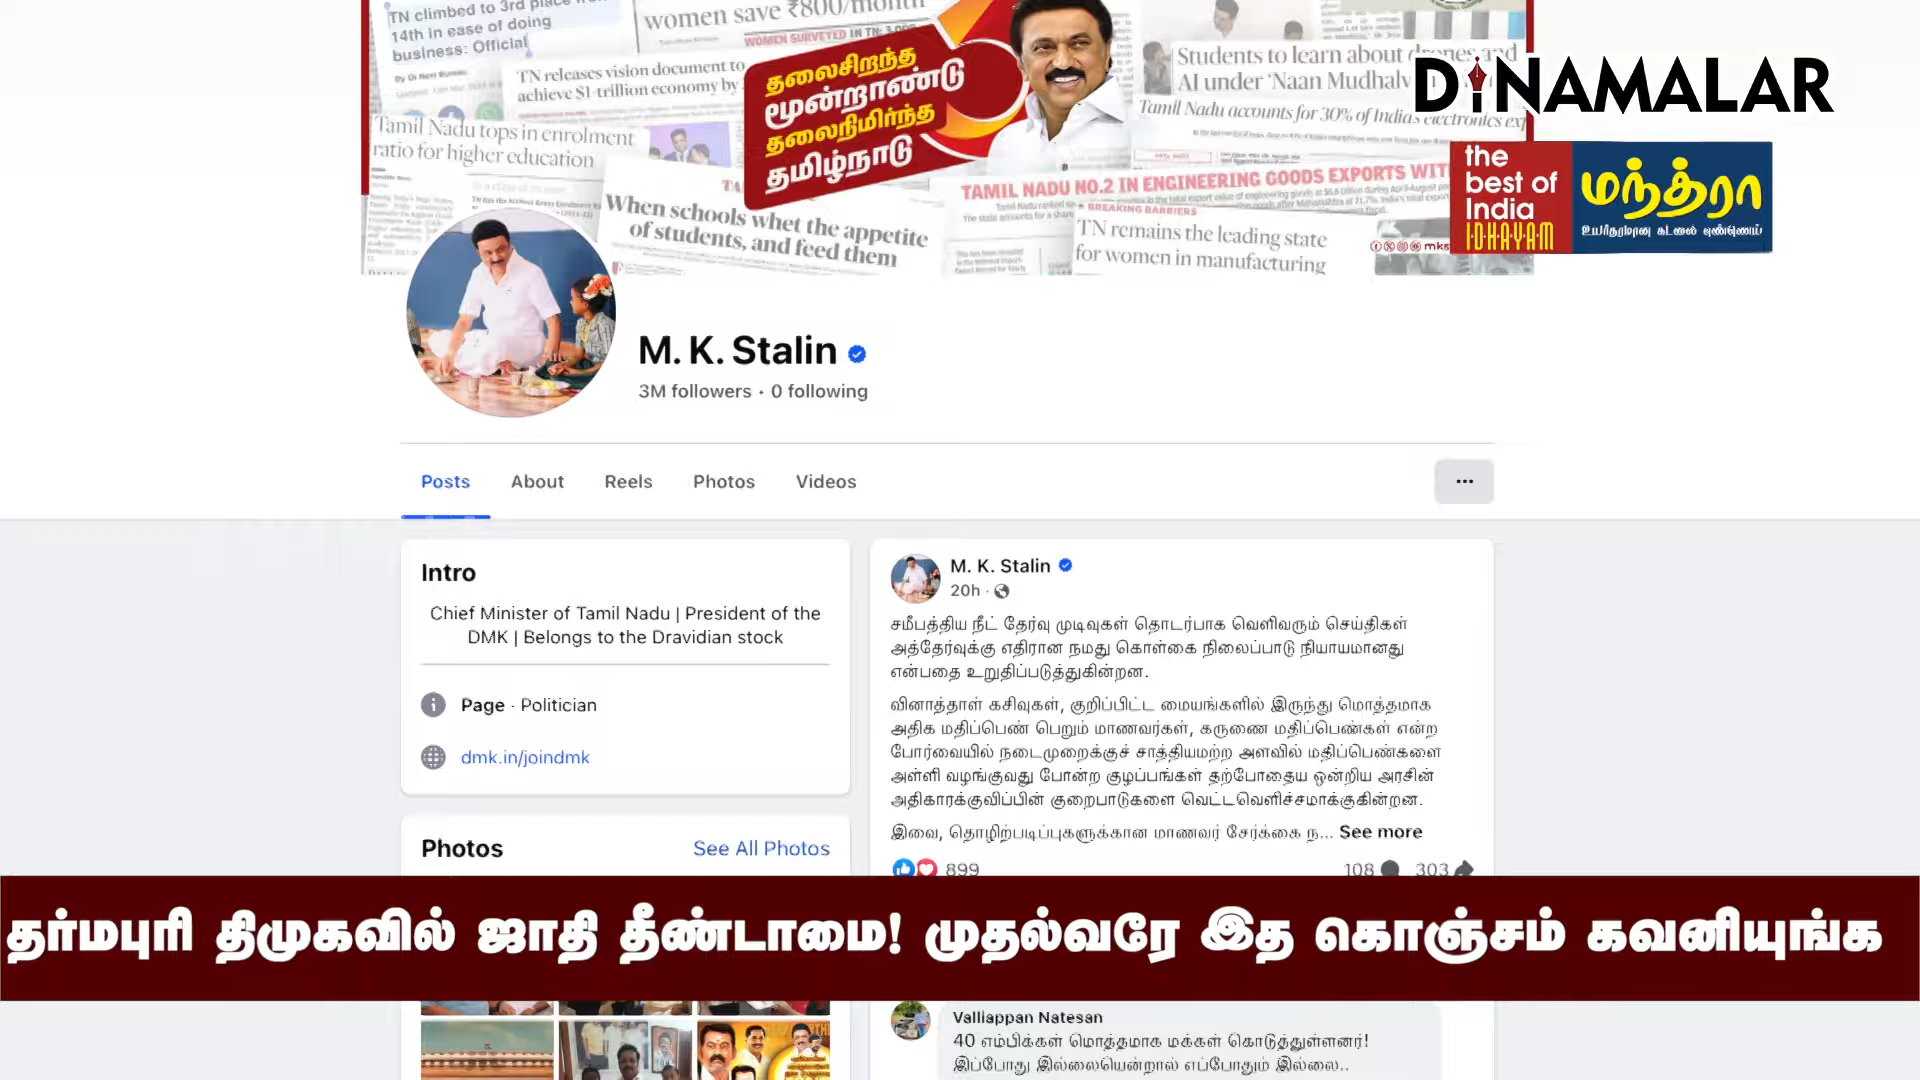 TN climbed to 3rd place from
14th in ease of doing
business: Official
women save ₹800/month
WOMEN SURVEYED IN TN:
TN releases vision document to
achieve $1-trillion economy by
Tamil Nadu tops in enrolment
ratio for higher education
When schools whet the appetite
of students, and feed them
தலைசிறந்த
மூன்றாண்டு
தலைநிமிர்ந்த
தமிழ்நாடு
Students to learn about drones and
AI under 'Naan Mudhalv
Tamil Nadu accounts for 30% of India's electronics exp
TAMIL NADU NO.2 IN ENGINEERING GOODS EXPORTS WIT
BREAKING BARRIERS
TN remains the leading state
for women in manufacturing
mks
DINAMALAR
the
best of
India
IDHAYAM
மந்த்ரா
உயர்தரமான கடலை எண்ணெய்
M. K. Stalin
3M followers • 0 following
Posts About Reels Photos Videos ...
Intro
Chief Minister of Tamil Nadu | President of the
DMK | Belongs to the Dravidian stock
Page · Politician
dmk.in/joindmk
Photos See All Photos
M. K. Stalin
20h ·
சமீபத்திய நீட் தேர்வு முடிவுகள் தொடர்பாக வெளிவரும் செய்திகள்
அத்தேர்வுக்கு எதிரான நமது கொள்கை நிலைப்பாடு நியாயமானது
என்பதை உறுதிப்படுத்துகின்றன.
வினாத்தாள் கசிவுகள், குறிப்பிட்ட மையங்களில் இருந்து மொத்தமாக
அதிக மதிப்பெண் பெறும் மாணவர்கள், கருணை மதிப்பெண்கள் என்ற
போர்வையில் நடைமுறைக்குச் சாத்தியமற்ற அளவில் மதிப்பெண்களை
அள்ளி வழங்குவது போன்ற குழப்பங்கள் தற்போதைய ஒன்றிய அரசின்
அதிகாரக்குவிப்பின் குறைபாடுகளை வெட்டவெளிச்சமாக்குகின்றன.
இவை, தொழிற்படிப்புகளுக்கான மாணவர் சேர்க்கை ந... See more
899 108 303
தர்மபுரி திமுகவில் ஜாதி தீண்டாமை! முதல்வரே இத கொஞ்சம் கவனியுங்க
Valliappan Natesan
40 எம்பிக்கள் மொத்தமாக மக்கள் கொடுத்துள்ளனர்!
இப்போது இல்லையென்றால் எப்போதும் இல்லை..